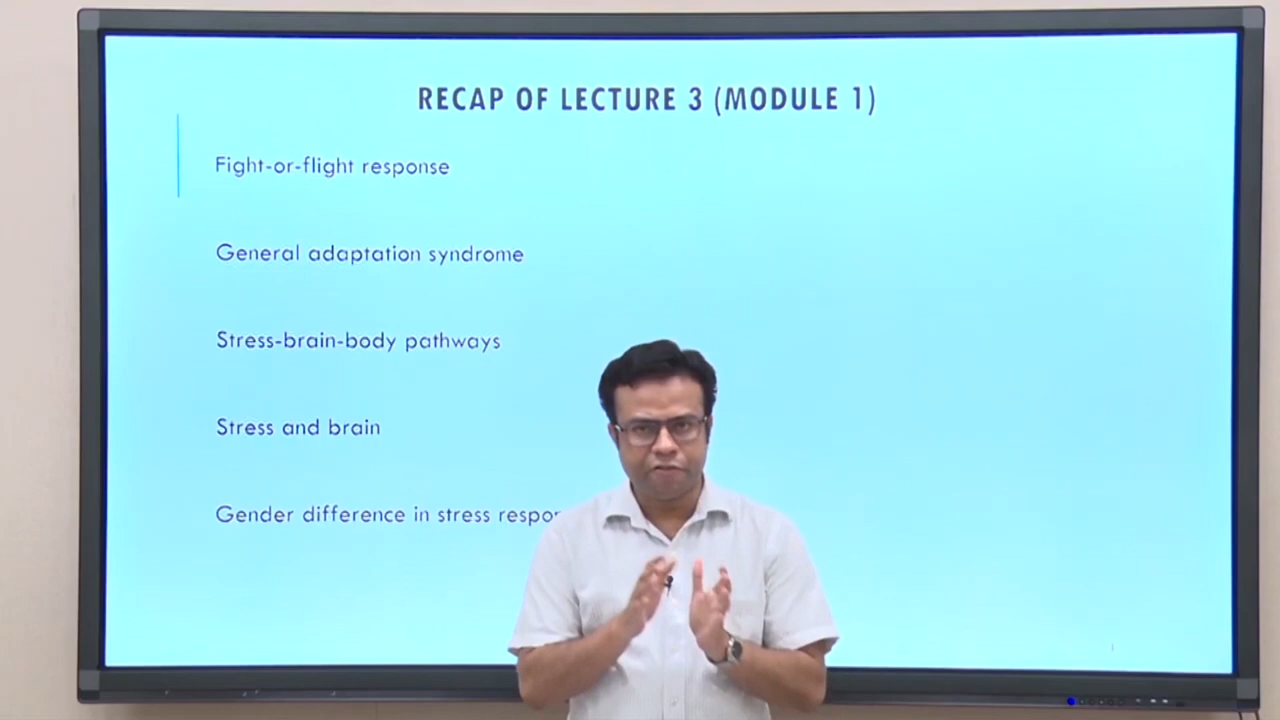 RECAP OF LECTURE 3 (MODULE 1)
Fight-or-flight response
General adaptation syndrome
Stress-brain-body pathways
Stress and brain
Gender difference in stress